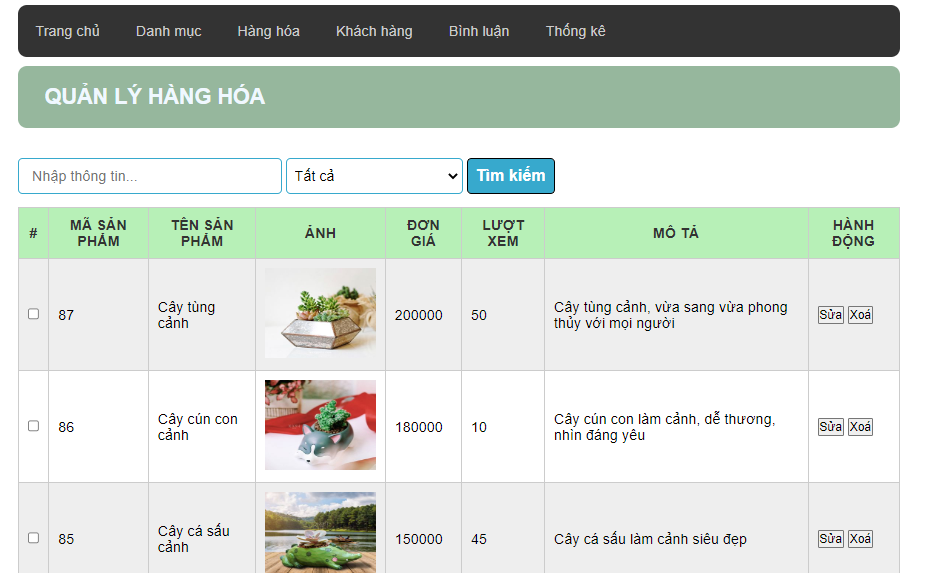 Trang chủ Danh mục Hàng hóa Khách hàng Bình luận Thống kê
QUẢN LÝ HÀNG HÓA
Nhập thông tin... Tất cả Tìm kiếm
# MÃ SẢN PHẨM TÊN SẢN PHẨM ẢNH ĐƠN GIÁ LƯỢT XEM MÔ TẢ HÀNH ĐỘNG
87 Cây tùng cảnh 200000 50 Cây tùng cảnh, vừa sang vừa phong thủy với mọi người Sửa Xoá
86 Cây cún con cảnh 180000 10 Cây cún con làm cảnh, dễ thương, nhìn đáng yêu Sửa Xoá
85 Cây cá sấu cảnh 150000 45 Cây cá sấu làm cảnh siêu đẹp Sửa Xoá